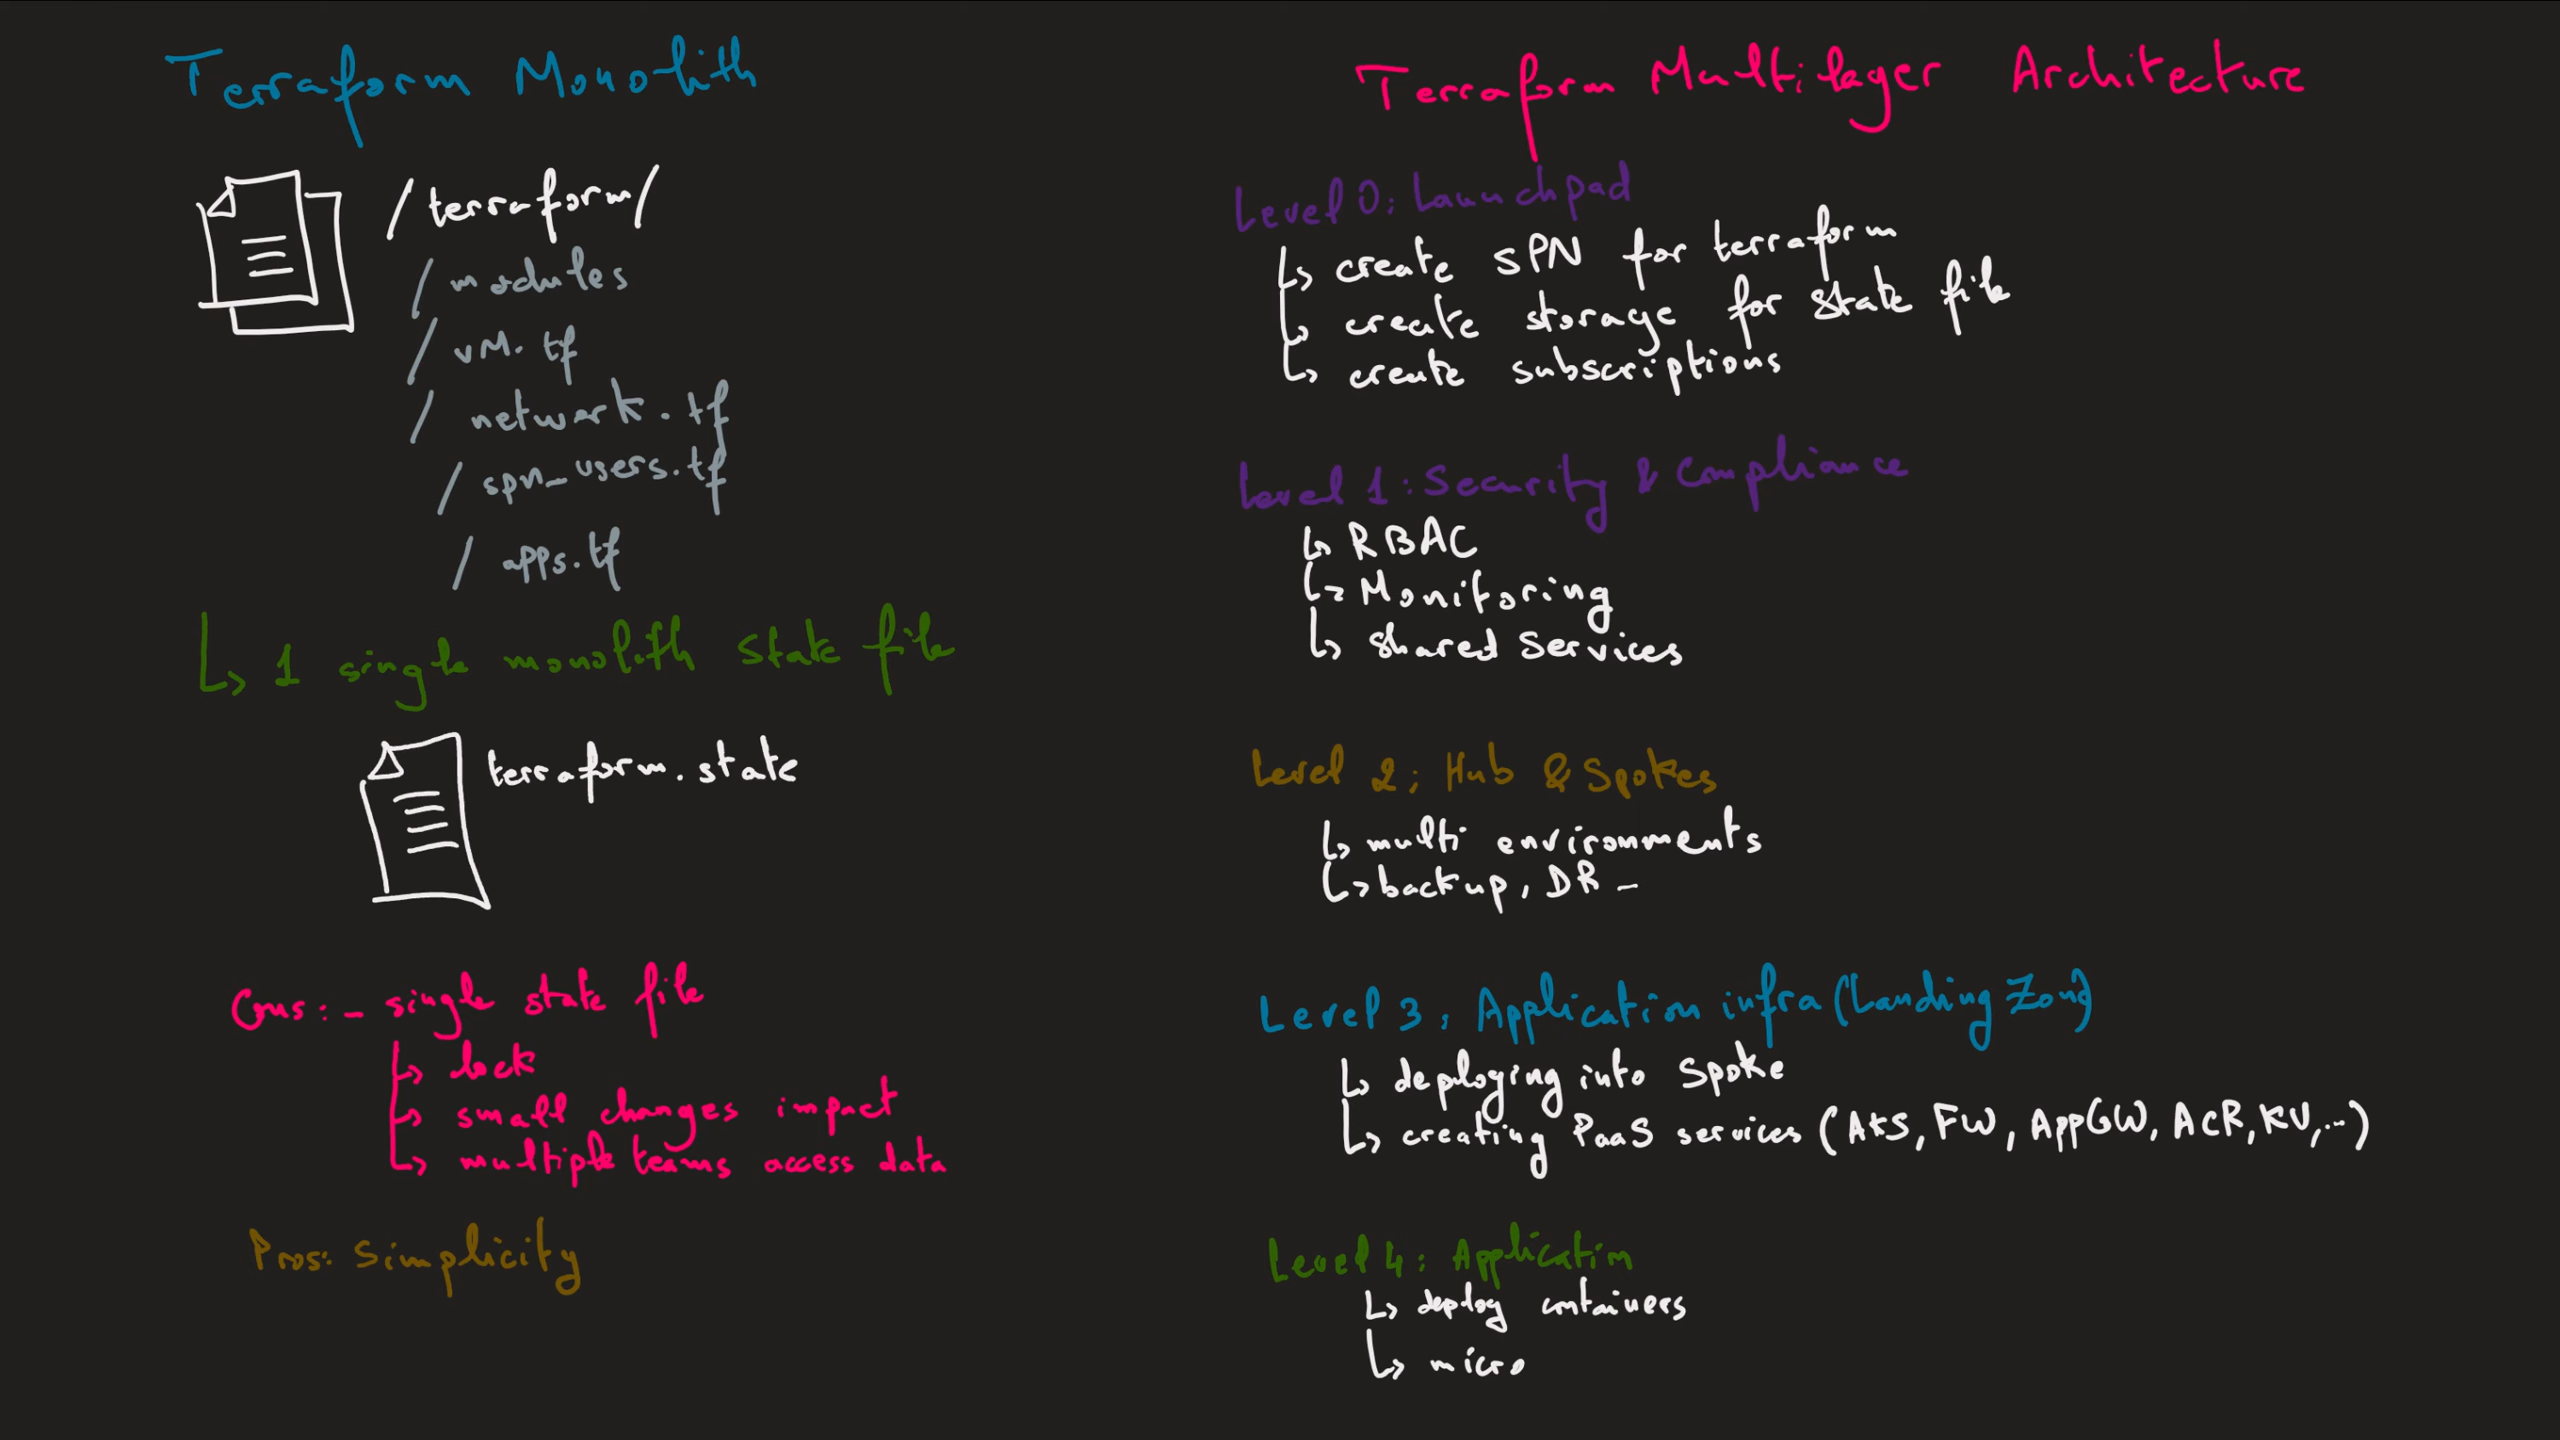 Terraform Monolith
/terraform/
/ modules
/ vM.tf
/ network.tf
/ spn_users.tf
/ apps.tf
↳ 1 single monolith state file
terraform.state
Cons: - single state file
↳ lock
↳ small changes impact
↳ multiple teams access data
Pros: Simplicity
Terraform Multilayer Architecture
Level 0: Launchpad
↳ create SPN for terraform
↳ create storage for state file
↳ create subscriptions
Level 1: Security & Compliance
↳ RBAC
↳ Monitoring
↳ shared services
Level 2: Hub & Spokes
↳ multi environments
↳ backup, DR -
Level 3: Application infra (Landing Zone)
↳ deploying into Spoke
↳ creating PaaS services (AKS, FW, AppGW, ACR, KV,...)
Level 4: Application
↳ deploy containers
↳ micro